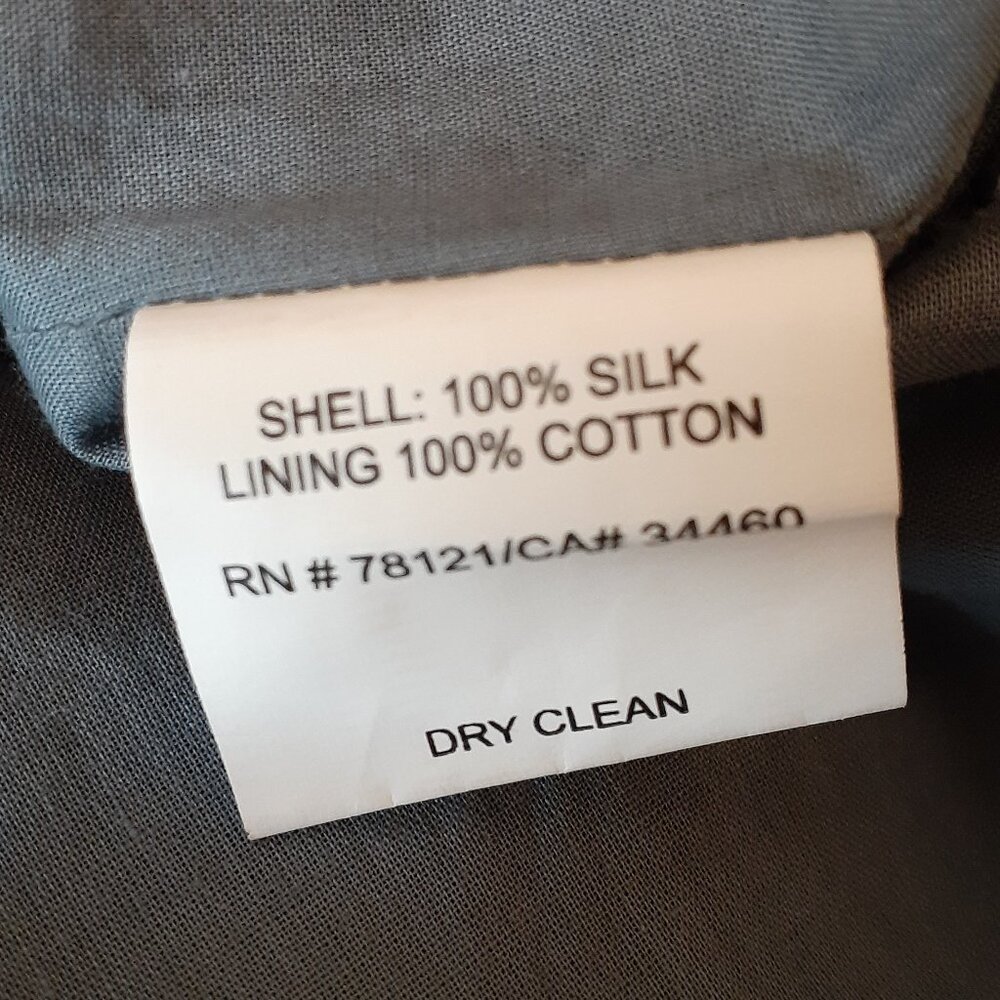 SHELL: 100% SILK
LINING 100% COTTON
RN # 78121/CA# 34460
DRY CLEAN